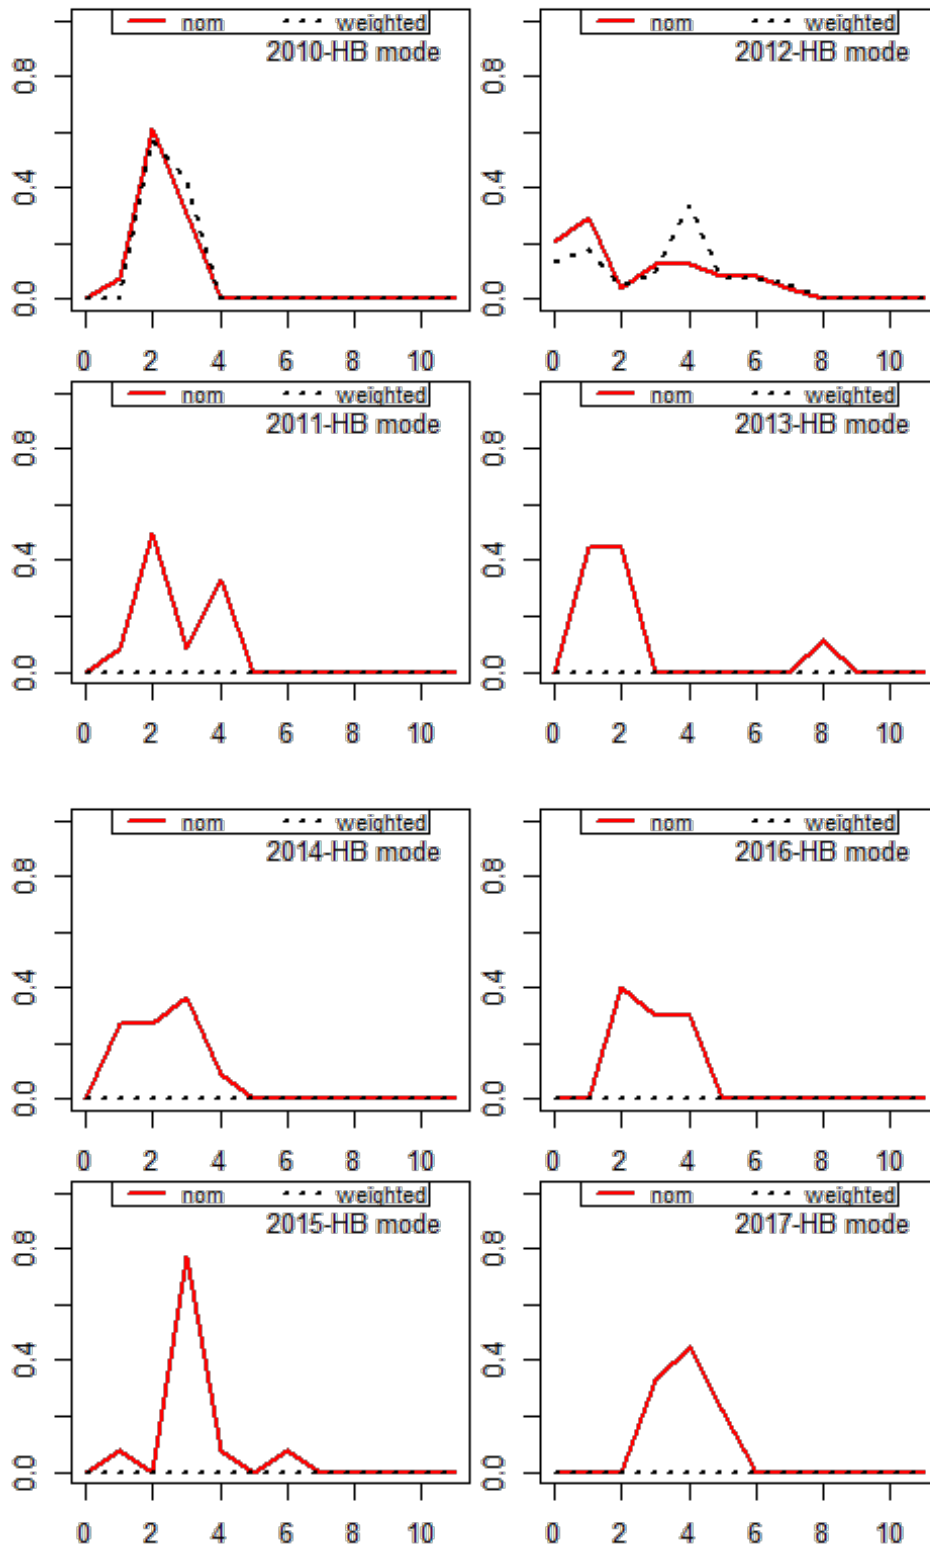 nom weighted
2010-HB mode
0.0 0.4 0.8
0 2 4 6 8 10
nom weighted
2012-HB mode
0.0 0.4 0.8
0 2 4 6 8 10
nom weighted
2011-HB mode
0.0 0.4 0.8
0 2 4 6 8 10
nom weighted
2013-HB mode
0.0 0.4 0.8
0 2 4 6 8 10
nom weighted
2014-HB mode
0.0 0.4 0.8
0 2 4 6 8 10
nom weighted
2016-HB mode
0.0 0.4 0.8
0 2 4 6 8 10
nom weighted
2015-HB mode
0.0 0.4 0.8
0 2 4 6 8 10
nom weighted
2017-HB mode
0.0 0.4 0.8
0 2 4 6 8 10